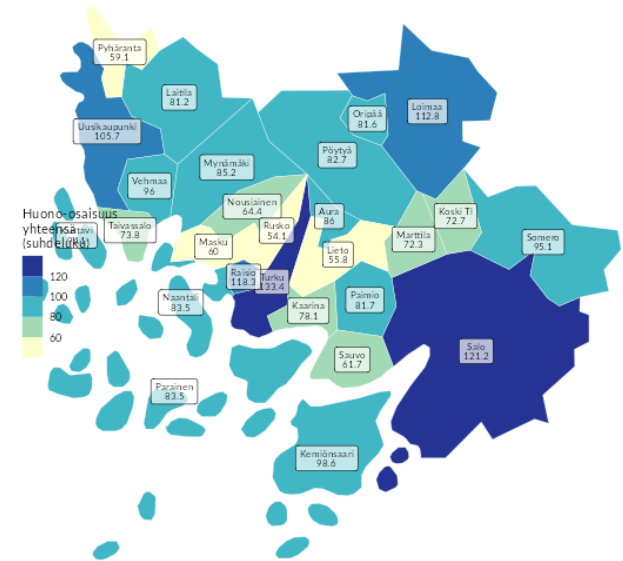 Pyhäranta
59.1
Laitila
81.2
Loimaa
112.8
Oripää
81.6
Uusikaupunki
105.7
Pöytyä
82.7
Mynämäki
85.2
Vehmaa
96
Nousiainen
64.4
Aura
86
Koski Tl
72.7
Huono-osaisuus
yhteensä
(suhdeluku)
120
100
80
60
Taivassalo
73.8
Rusko
54.1
Marttila
72.3
Somero
95.1
Masku
60
Lieto
55.8
Raisio
118.3
Turku
133.4
Naantali
83.5
Kaarina
78.1
Paimio
81.7
Sauvo
61.7
Salo
121.2
Parainen
83.5
Kemiönsaari
98.6